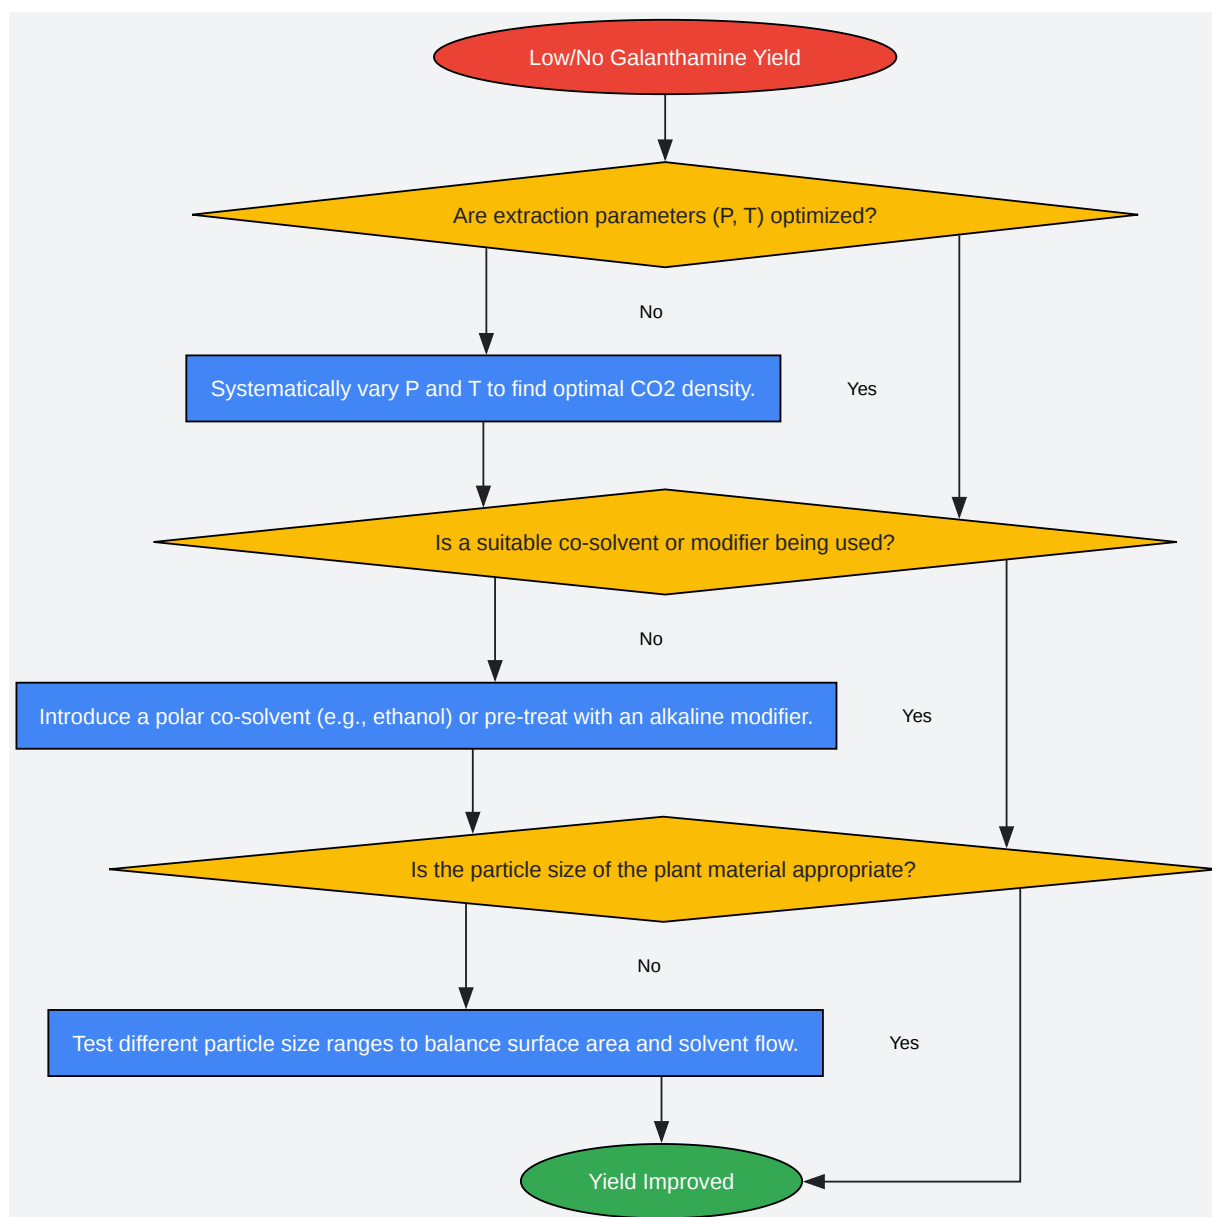 Low/No Galanthamine Yield
Are extraction parameters (P, T) optimized?
No
Systematically vary P and T to find optimal CO2 density.
Yes
Is a suitable co-solvent or modifier being used?
No
Introduce a polar co-solvent (e.g., ethanol) or pre-treat with an alkaline modifier.
Yes
Is the particle size of the plant material appropriate?
No
Test different particle size ranges to balance surface area and solvent flow.
Yes
Yield Improved